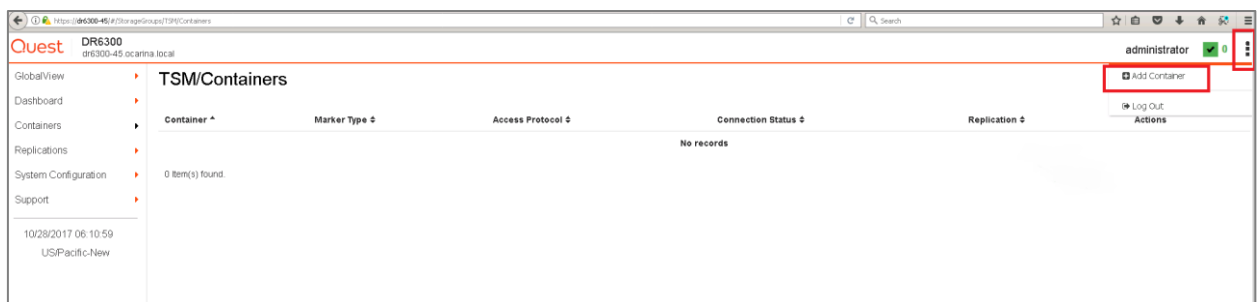 https://dr6300-45/#/StorageGroups/TSM/Containers
Search
Quest
DR6300
dr6300-45.ocarina.local
administrator
0
GlobalView
Dashboard
Containers
Replications
System Configuration
Support
10/28/2017 06:10:59
US/Pacific-New
TSM/Containers
Add Container
Log Out
Container Marker Type Access Protocol Connection Status Replication Actions
No records
0 Item(s) found.